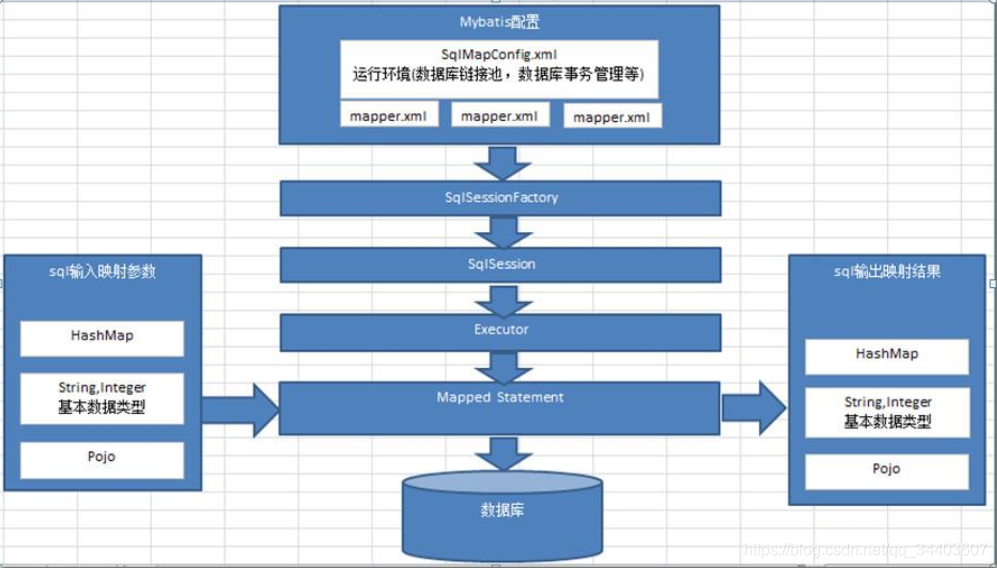 Mybatis配置
SqlMapConfig.xml
运行环境(数据库链接池，数据库事务管理等)
mapper.xml
mapper.xml
mapper.xml
SqlSessionFactory
SqlSession
Executor
Mapped Statement
数据库
sql输入映射参数
HashMap
String,Integer
基本数据类型
Pojo
sql输出映射结果
HashMap
String,Integer
基本数据类型
Pojo
https://blog.csdn.net/qq_34403607